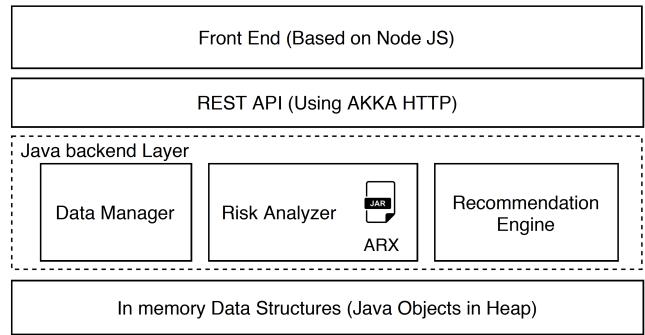 Front End (Based on Node JS)
REST API (Using AKKA HTTP)
Java backend Layer
Data Manager
Risk Analyzer
JAR
ARX
Recommendation
Engine
In memory Data Structures (Java Objects in Heap)